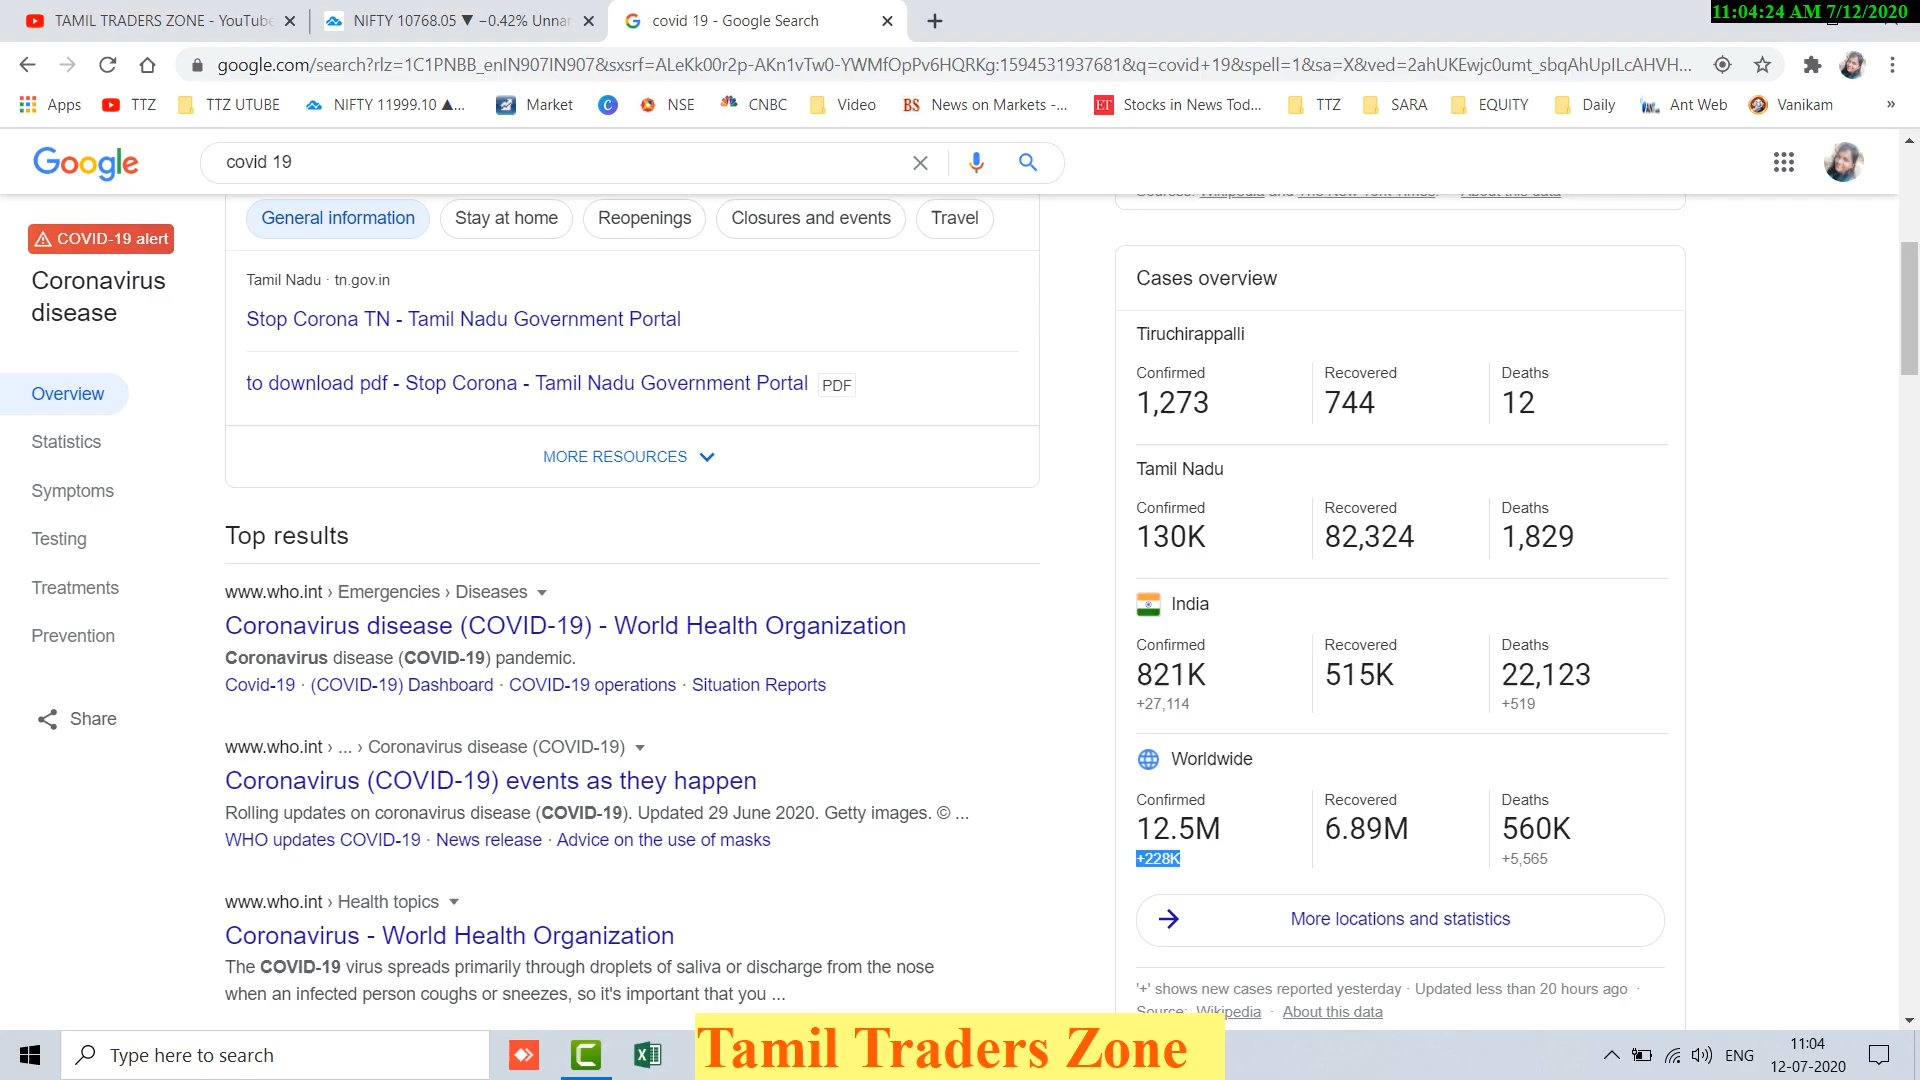 11:04:24 AM 7/12/2020
TAMIL TRADERS ZONE - YouTube
NIFTY 10768.05 ▼ −0.42% Unnar
covid 19 - Google Search
google.com/search?rlz=1C1PNBB_enIN907IN907&sxsrf=ALeKk00r2p-AKn1vTw0-YWMfOpPv6HQRKg:1594531937681&q=covid+19&spell=1&sa=X&ved=2ahUKEwjc0umt_sbqAhUpILcAHVH...
Apps TTZ TTZ UTUBE NIFTY 11999.10 ▲... Market NSE CNBC Video News on Markets -... Stocks in News Tod... TTZ SARA EQUITY Daily Ant Web Vanikam »
Google
covid 19
Sources: Wikipedia and The New York Times. About this data
General information Stay at home Reopenings Closures and events Travel
COVID-19 alert
Coronavirus
disease
Overview
Statistics
Symptoms
Testing
Treatments
Prevention
Share
Tamil Nadu · tn.gov.in
Stop Corona TN - Tamil Nadu Government Portal
to download pdf - Stop Corona - Tamil Nadu Government Portal PDF
MORE RESOURCES
Top results
www.who.int › Emergencies › Diseases
Coronavirus disease (COVID-19) - World Health Organization
Coronavirus disease (COVID-19) pandemic.
Covid-19 · (COVID-19) Dashboard · COVID-19 operations · Situation Reports
www.who.int › ... › Coronavirus disease (COVID-19)
Coronavirus (COVID-19) events as they happen
Rolling updates on coronavirus disease (COVID-19). Updated 29 June 2020. Getty images. © ...
WHO updates COVID-19 · News release · Advice on the use of masks
www.who.int › Health topics
Coronavirus - World Health Organization
The COVID-19 virus spreads primarily through droplets of saliva or discharge from the nose
when an infected person coughs or sneezes, so it's important that you ...
Cases overview
Tiruchirappalli
Confirmed Recovered Deaths
1,273 744 12
Tamil Nadu
Confirmed Recovered Deaths
130K 82,324 1,829
India
Confirmed Recovered Deaths
821K 515K 22,123
+27,114 +519
Worldwide
Confirmed Recovered Deaths
12.5M 6.89M 560K
+228K +5,565
More locations and statistics
'+' shows new cases reported yesterday · Updated less than 20 hours ago ·
Source: Wikipedia · About this data
Type here to search
Tamil Traders Zone
ENG
11:04
12-07-2020